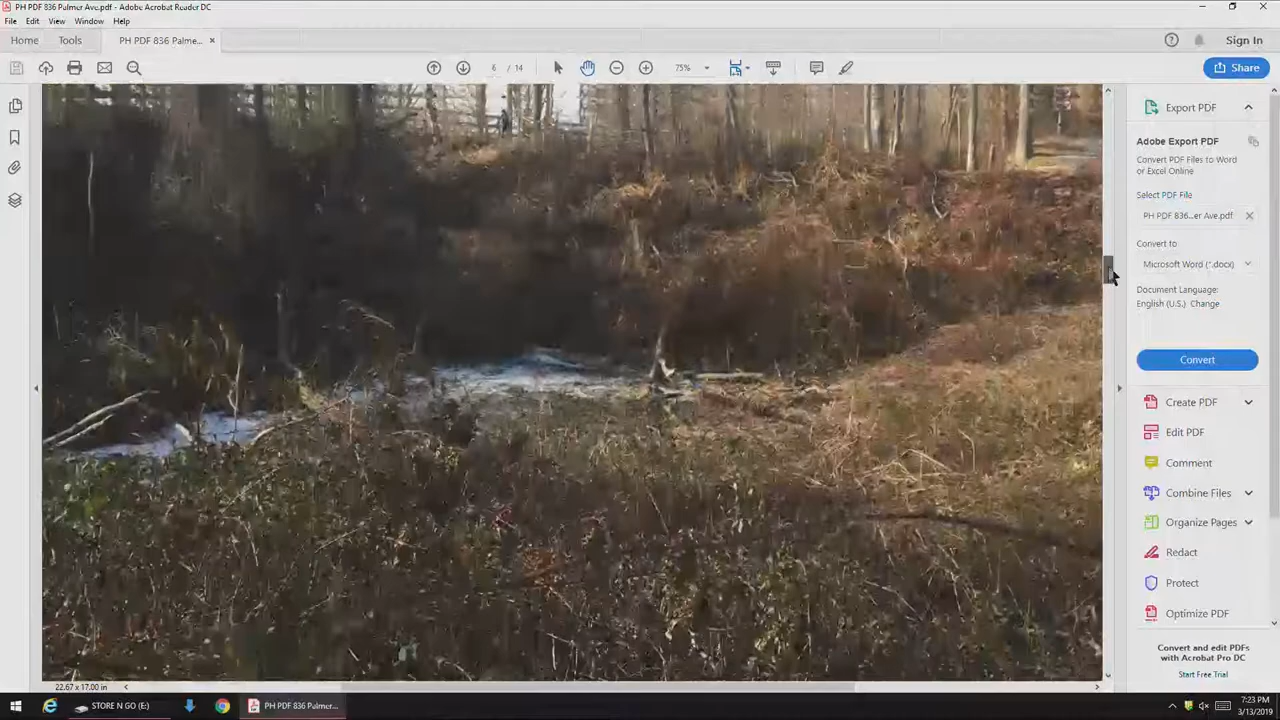 PH PDF 836 Palmer Ave.pdf - Adobe Acrobat Reader DC
File Edit View Window Help
Home Tools PH PDF 836 Palme... × Sign In
6 / 14 75% Share
Export PDF
Adobe Export PDF
Convert PDF Files to Word
or Excel Online
Select PDF File
PH PDF 836...er Ave.pdf
Convert to
Microsoft Word (*.docx)
Document Language:
English (U.S.) Change
Convert
Create PDF
Edit PDF
Comment
Combine Files
Organize Pages
Redact
Protect
Optimize PDF
Convert and edit PDFs
with Acrobat Pro DC
Start Free Trial
22.67 x 17.00 in
STORE N GO (E:) PH PDF 836 Palmer... 7:23 PM
3/13/2019